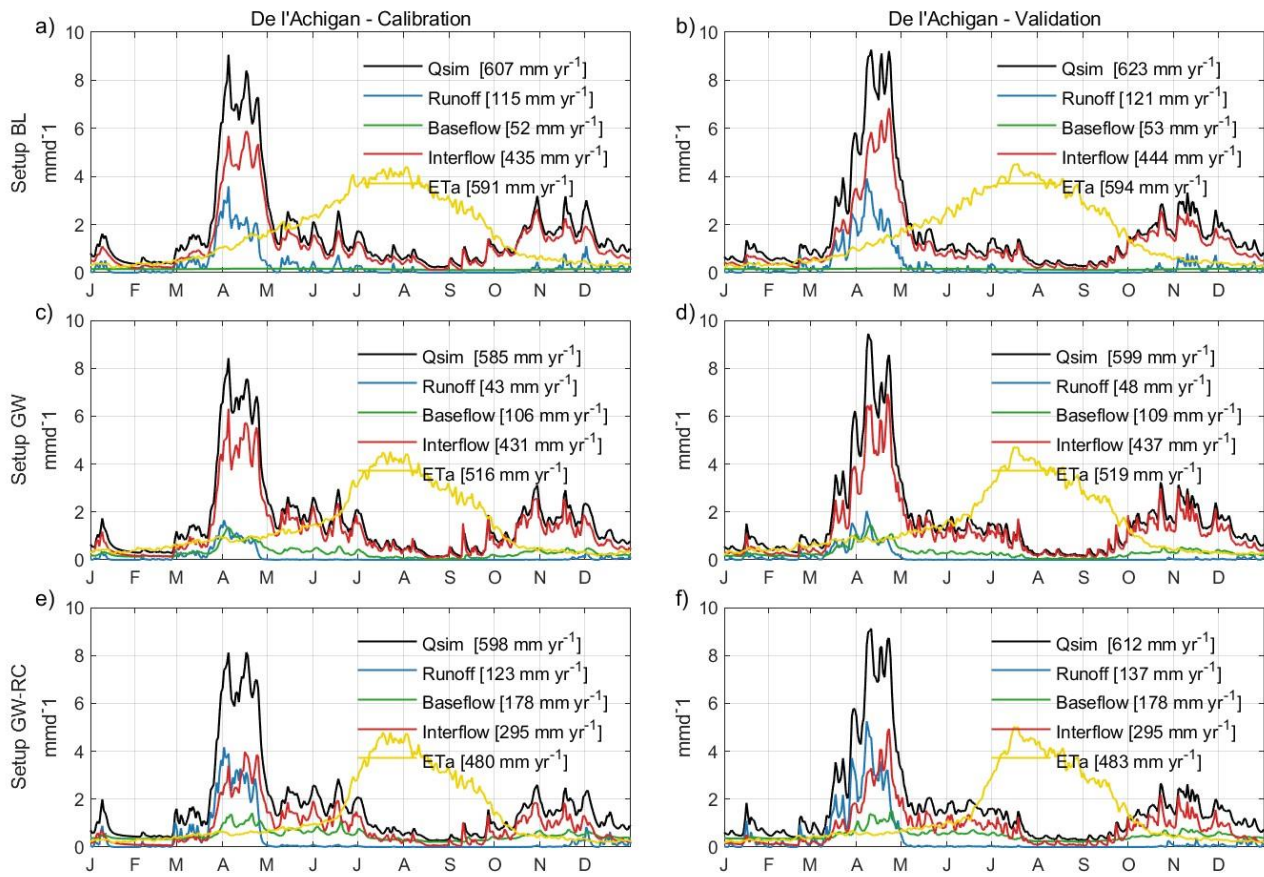 De l'Achigan - Calibration
a)
Setup BL
mmd⁻1
10
8
6
4
2
0
Qsim [607 mm yr⁻¹]
Runoff [115 mm yr⁻¹]
Baseflow [52 mm yr⁻¹]
Interflow [435 mm yr⁻¹]
ETa [591 mm yr⁻¹]
J F M A M J J A S O N D
De l'Achigan - Validation
b)
mmd⁻1
10
8
6
4
2
0
Qsim [623 mm yr⁻¹]
Runoff [121 mm yr⁻¹]
Baseflow [53 mm yr⁻¹]
Interflow [444 mm yr⁻¹]
ETa [594 mm yr⁻¹]
J F M A M J J A S O N D
c)
Setup GW
mmd⁻1
10
8
6
4
2
0
Qsim [585 mm yr⁻¹]
Runoff [43 mm yr⁻¹]
Baseflow [106 mm yr⁻¹]
Interflow [431 mm yr⁻¹]
ETa [516 mm yr⁻¹]
J F M A M J J A S O N D
d)
mmd⁻1
10
8
6
4
2
0
Qsim [599 mm yr⁻¹]
Runoff [48 mm yr⁻¹]
Baseflow [109 mm yr⁻¹]
Interflow [437 mm yr⁻¹]
ETa [519 mm yr⁻¹]
J F M A M J J A S O N D
e)
Setup GW-RC
mmd⁻1
10
8
6
4
2
0
Qsim [598 mm yr⁻¹]
Runoff [123 mm yr⁻¹]
Baseflow [178 mm yr⁻¹]
Interflow [295 mm yr⁻¹]
ETa [480 mm yr⁻¹]
J F M A M J J A S O N D
f)
mmd⁻1
10
8
6
4
2
0
Qsim [612 mm yr⁻¹]
Runoff [137 mm yr⁻¹]
Baseflow [178 mm yr⁻¹]
Interflow [295 mm yr⁻¹]
ETa [483 mm yr⁻¹]
J F M A M J J A S O N D